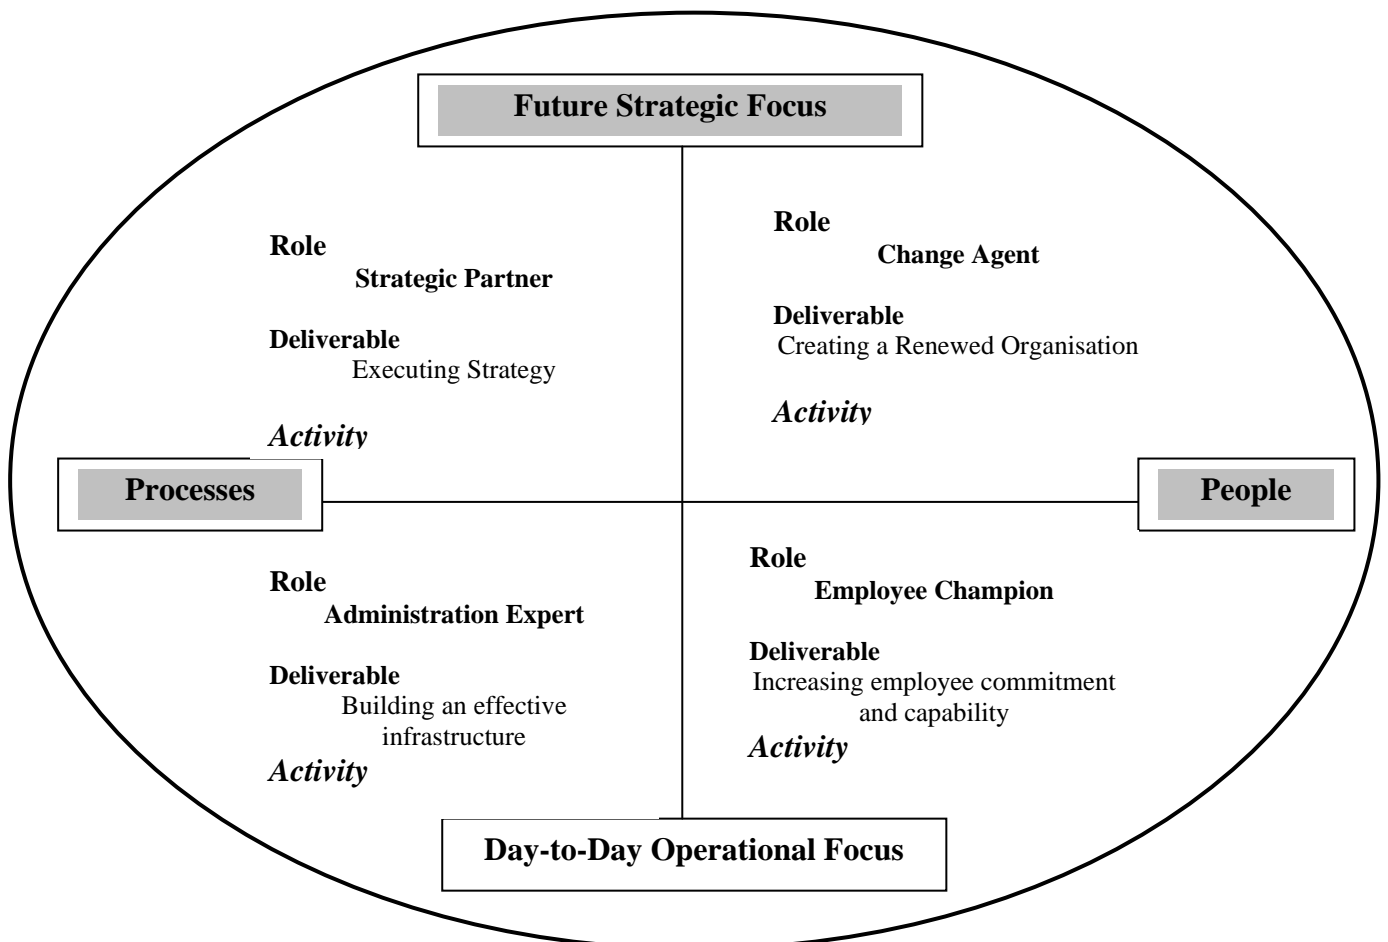 Future Strategic Focus
Role
Strategic Partner
Deliverable
Executing Strategy
Activity
Role
Change Agent
Deliverable
Creating a Renewed Organisation
Activity
Processes
People
Role
Administration Expert
Deliverable
Building an effective
infrastructure
Activity
Role
Employee Champion
Deliverable
Increasing employee commitment
and capability
Activity
Day-to-Day Operational Focus